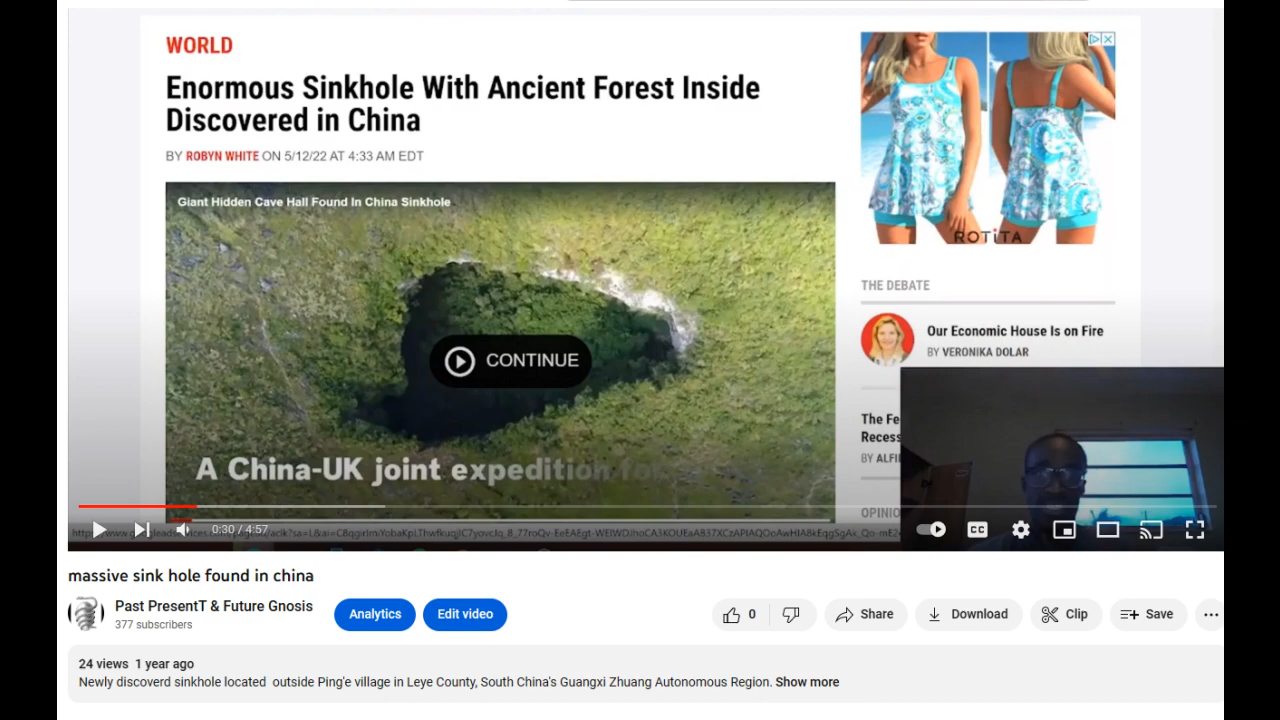 WORLD
Enormous Sinkhole With Ancient Forest Inside
Discovered in China
BY ROBYN WHITE ON 5/12/22 AT 4:33 AM EDT
Giant Hidden Cave Hall Found In China Sinkhole
CONTINUE
A China-UK joint expedition
ROTITA
THE DEBATE
Our Economic House Is on Fire
BY VERONIKA DOLAR
The Fe
Recess
BY ALFI
OPINIO
0:30 / 4:57
CC
massive sink hole found in china
Past PresentT & Future Gnosis
377 subscribers
Analytics
Edit video
0
Share
Download
Clip
Save
24 views 1 year ago
Newly discoverd sinkhole located outside Ping'e village in Leye County, South China's Guangxi Zhuang Autonomous Region. Show more